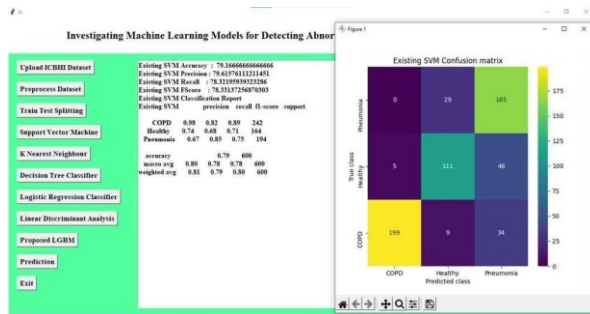 Investigating Machine Learning Models for Detecting Abnor
Upload ICBHI Dataset
Preprocess Dataset
Train Test Splitting
Support Vector Machine
K Nearest Neighbour
Decision Tree Classifier
Logistic Regression Classifier
Linear Discriminant Analysis
Proposed LGBM
Prediction
Exit
Existing SVM Accuracy : 79.16666666666666
Existing SVM Precision : 79.61576111211451
Existing SVM Recall : 78.32195939323286
Existing SVM FScore : 78.33137256870303
Existing SVM Classification Report
Existing SVM precision recall f1-score support
COPD 0.98 0.82 0.89 242
Healthy 0.74 0.68 0.71 164
Pneumonia 0.67 0.85 0.75 194
accuracy 0.79 600
macro avg 0.80 0.78 0.78 600
weighted avg 0.81 0.79 0.80 600
Figure 1
Existing SVM Confusion matrix
True class
Pneumonia
0 29 165
Healthy
5 111 48
COPD
199 9 34
COPD Healthy Pneumonia
Predicted class
175
150
125
100
75
50
25
0